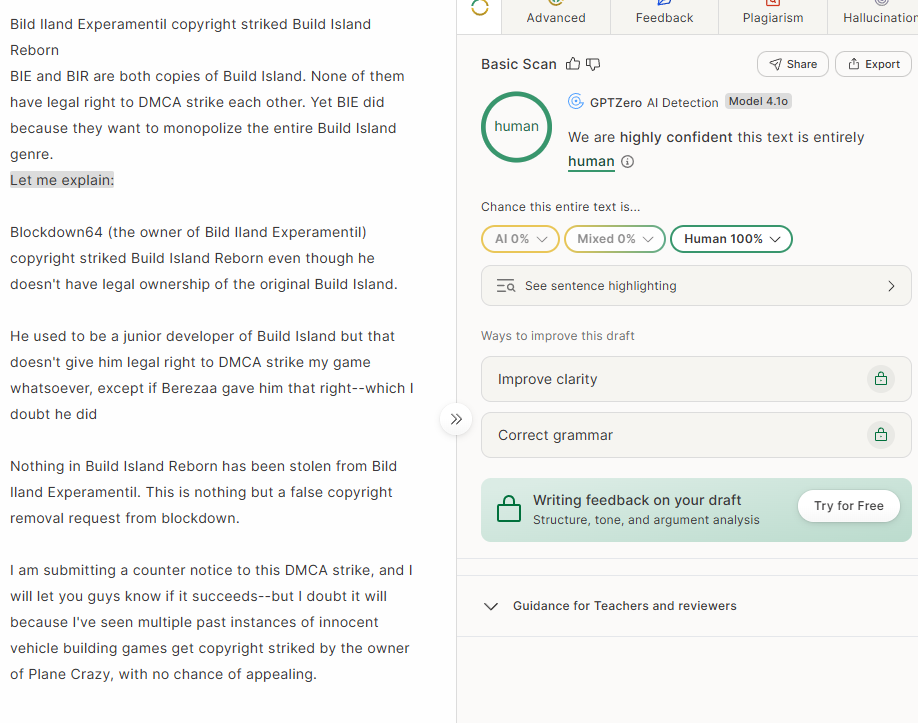 Bild Iland Experamentil copyright striked Build Island
Reborn
BIE and BIR are both copies of Build Island. None of them
have legal right to DMCA strike each other. Yet BIE did
because they want to monopolize the entire Build Island
genre.
Let me explain:
Blockdown64 (the owner of Bild Iland Experamentil)
copyright striked Build Island Reborn even though he
doesn't have legal ownership of the original Build Island.
He used to be a junior developer of Build Island but that
doesn't give him legal right to DMCA strike my game
whatsoever, except if Berezaa gave him that right--which I
doubt he did
Nothing in Build Island Reborn has been stolen from Bild
Iland Experamentil. This is nothing but a false copyright
removal request from blockdown.
I am submitting a counter notice to this DMCA strike, and I
will let you guys know if it succeeds--but I doubt it will
because I've seen multiple past instances of innocent
vehicle building games get copyright striked by the owner
of Plane Crazy, with no chance of appealing.
Advanced
Feedback
Plagiarism
Hallucination
Basic Scan
Share
Export
human
GPTZero AI Detection Model 4.1o
We are highly confident this text is entirely
human
Chance this entire text is...
AI 0%
Mixed 0%
Human 100%
See sentence highlighting
Ways to improve this draft
Improve clarity
Correct grammar
Writing feedback on your draft
Structure, tone, and argument analysis
Try for Free
Guidance for Teachers and reviewers